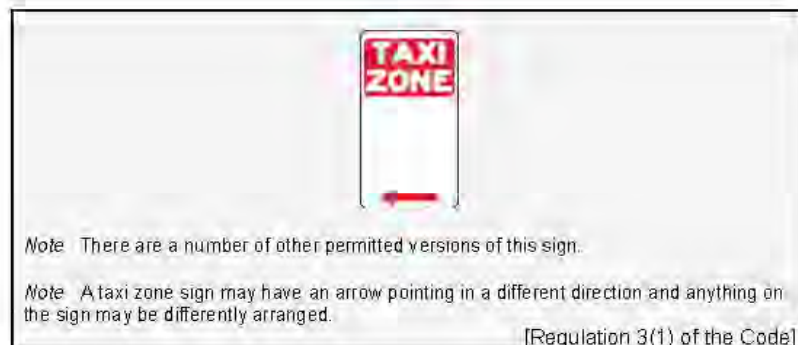 TAXI
ZONE
Note There are a number of other permitted versions of this sign.
Note A taxi zone sign may have an arrow pointing in a different direction and anything on
the sign may be differently arranged.
[Regulation 3(1) of the Code]